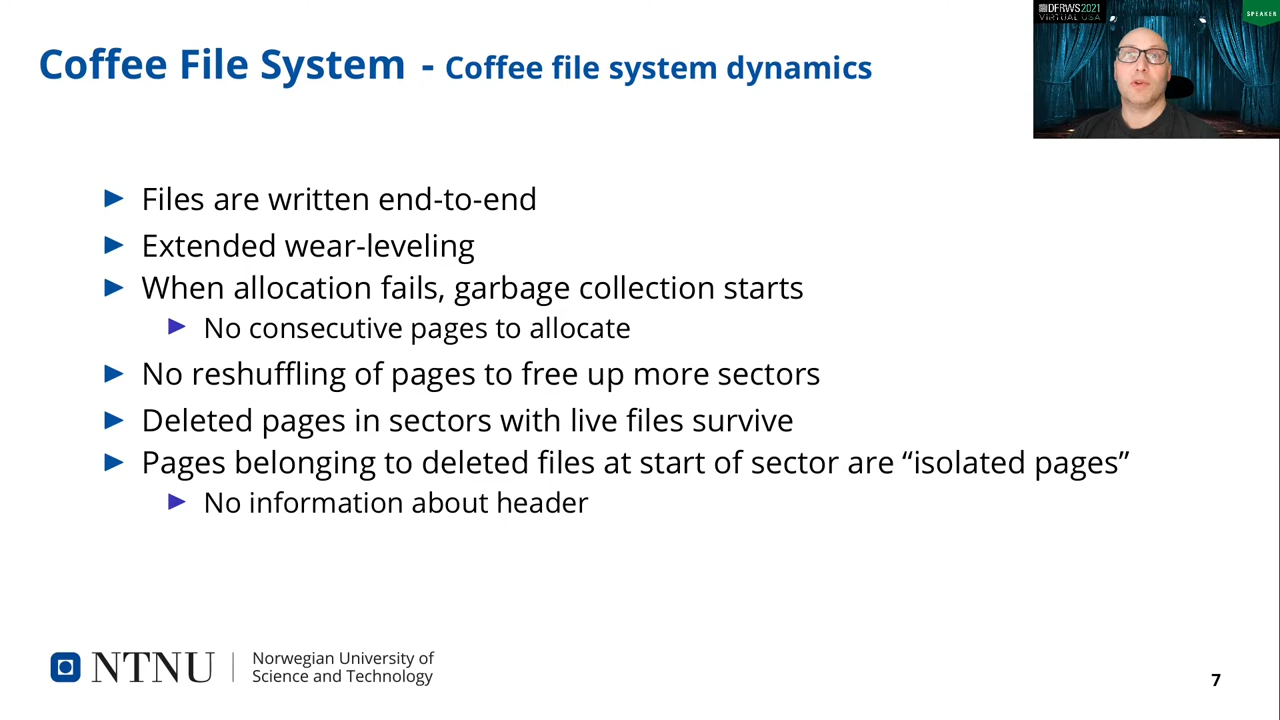 Coffee File System - Coffee file system dynamics
DFRWS2021
VIRTUAL USA
SPEAKER
► Files are written end-to-end
► Extended wear-leveling
► When allocation fails, garbage collection starts
► No consecutive pages to allocate
► No reshuffling of pages to free up more sectors
► Deleted pages in sectors with live files survive
► Pages belonging to deleted files at start of sector are “isolated pages”
► No information about header
NTNU
Norwegian University of
Science and Technology
7